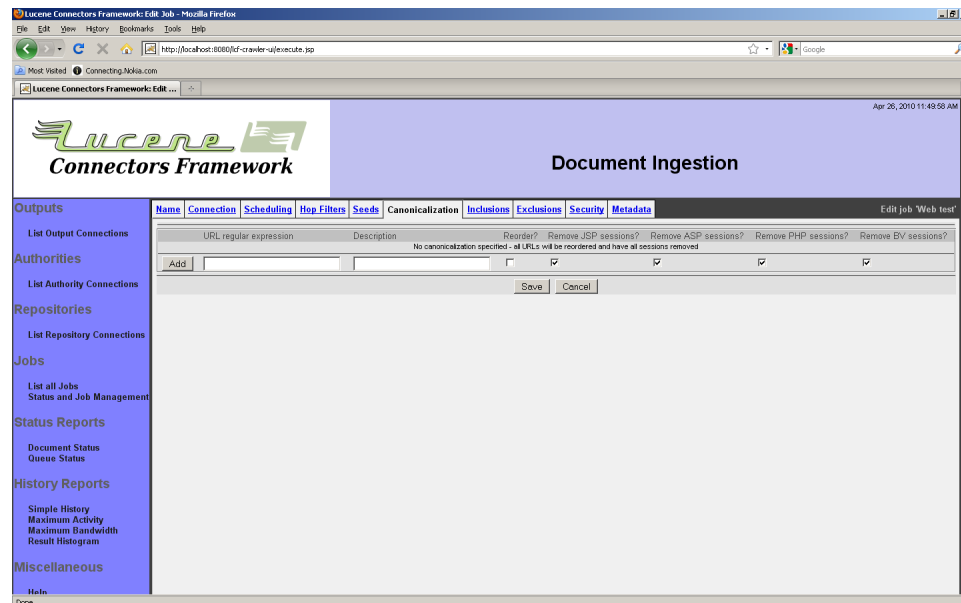 Lucene Connectors Framework: Edit Job - Mozilla Firefox
File Edit View History Bookmarks Tools Help
http://localhost:8080/lcf-crawler-ui/execute.jsp
Google
Most Visited Connecting.Nokia.com
Lucene Connectors Framework: Edit ...
Apr 26, 2010 11:49:58 AM
Lucene
Connectors Framework
Document Ingestion
Outputs
List Output Connections
Authorities
List Authority Connections
Repositories
List Repository Connections
Jobs
List all Jobs
Status and Job Management
Status Reports
Document Status
Queue Status
History Reports
Simple History
Maximum Activity
Maximum Bandwidth
Result Histogram
Miscellaneous
Help
Name Connection Scheduling Hop Filters Seeds Canonicalization Inclusions Exclusions Security Metadata Edit job 'Web test'
URL regular expression Description Reorder? Remove JSP sessions? Remove ASP sessions? Remove PHP sessions? Remove BV sessions?
No canonicalization specified - all URLs will be reordered and have all sessions removed
Add
Save Cancel
Done